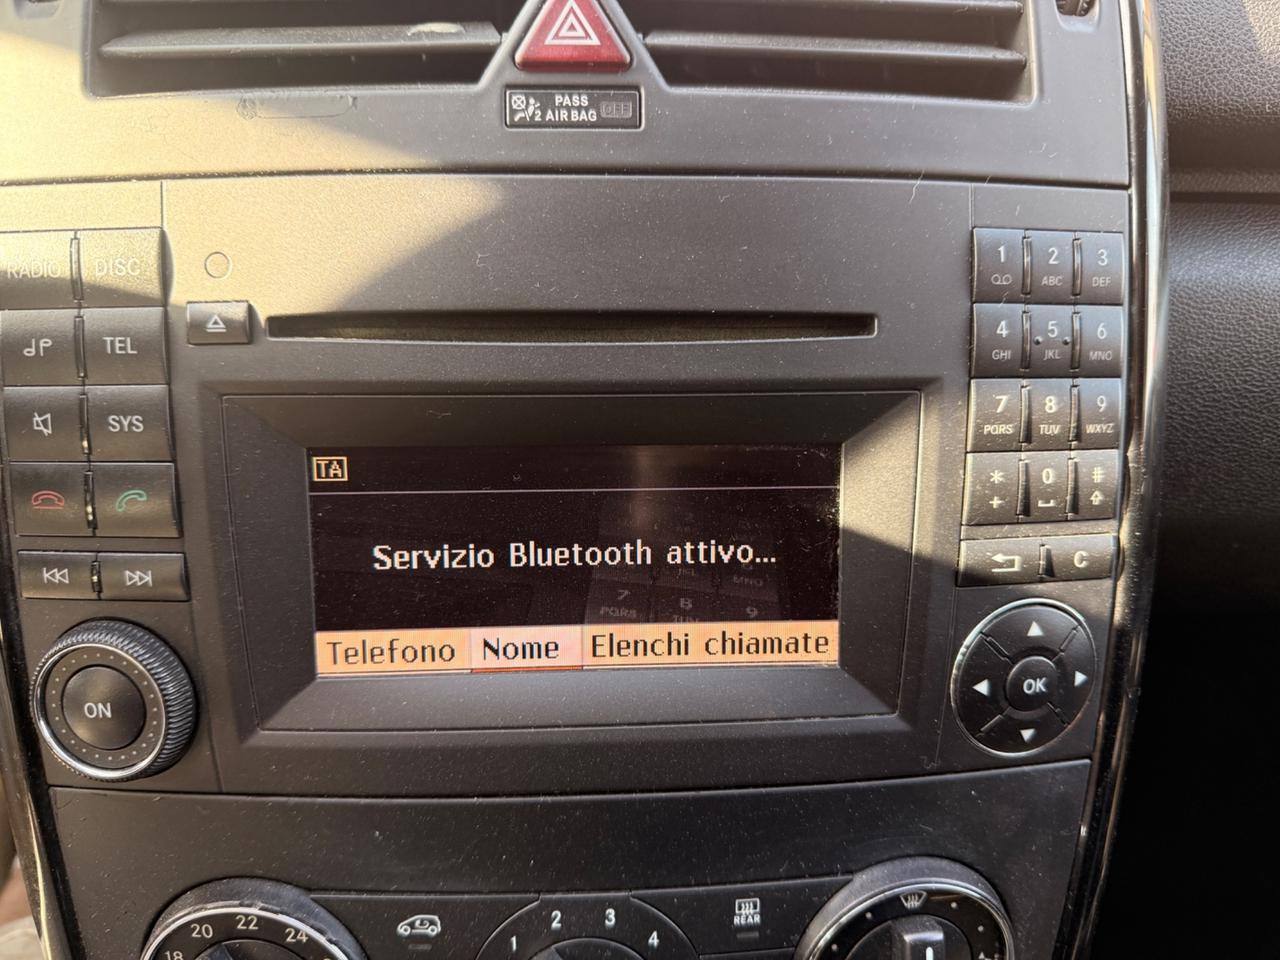 PASS
2 AIRBAG OFF
RADIO DISC
TEL
SYS
ON
1 2 3
ABC DEF
4 5 6
GHI JKL MNO
7 8 9
PQRS TUV WXYZ
* 0 #
+
C
OK
TA
Servizio Bluetooth attivo...
Telefono Nome Elenchi chiamate
18 20 22 24
1 2 3 4
REAR